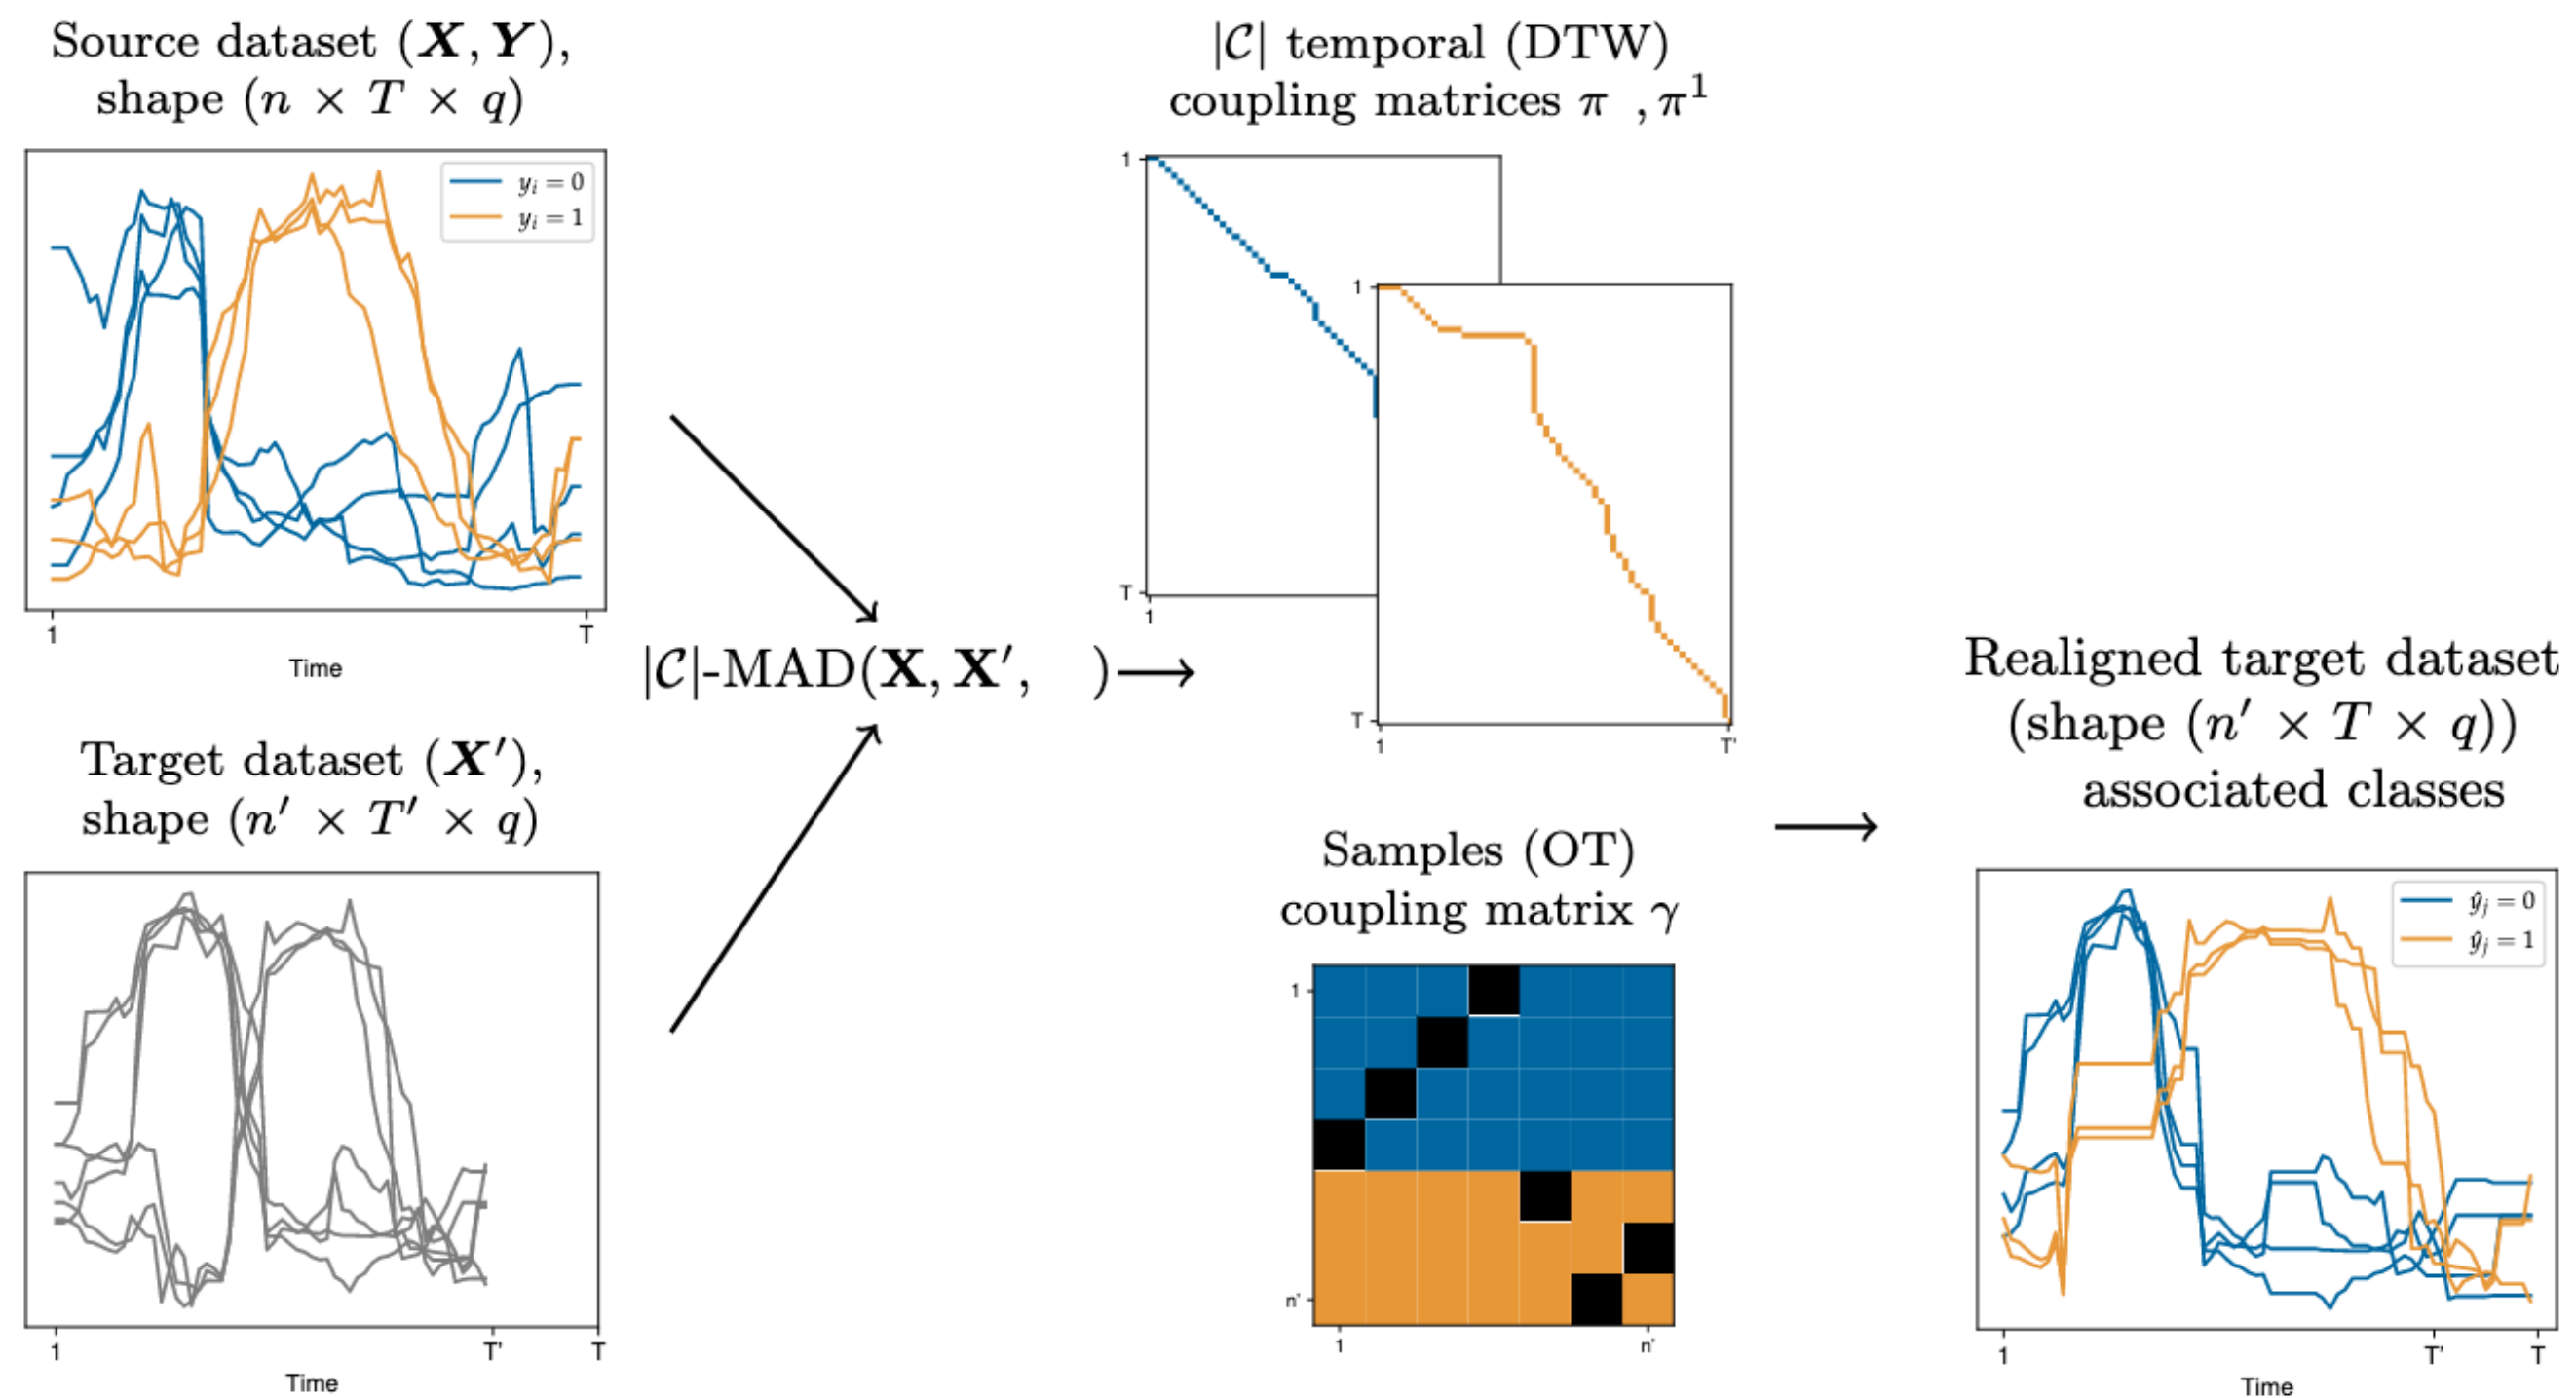 Source dataset (X, Y),
shape (n × T × q)
y_i = 0
y_i = 1
1 T
Time
Target dataset (X′),
shape (n′ × T′ × q)
1 T' T
Time
|C|-MAD(X, X′, )
|C| temporal (DTW)
coupling matrices π , π¹
1
T
1
1
T
1 T'
Samples (OT)
coupling matrix γ
1
n'
1 n'
Realigned target dataset
(shape (n′ × T × q))
associated classes
ŷ_j = 0
ŷ_j = 1
1 T' T
Time